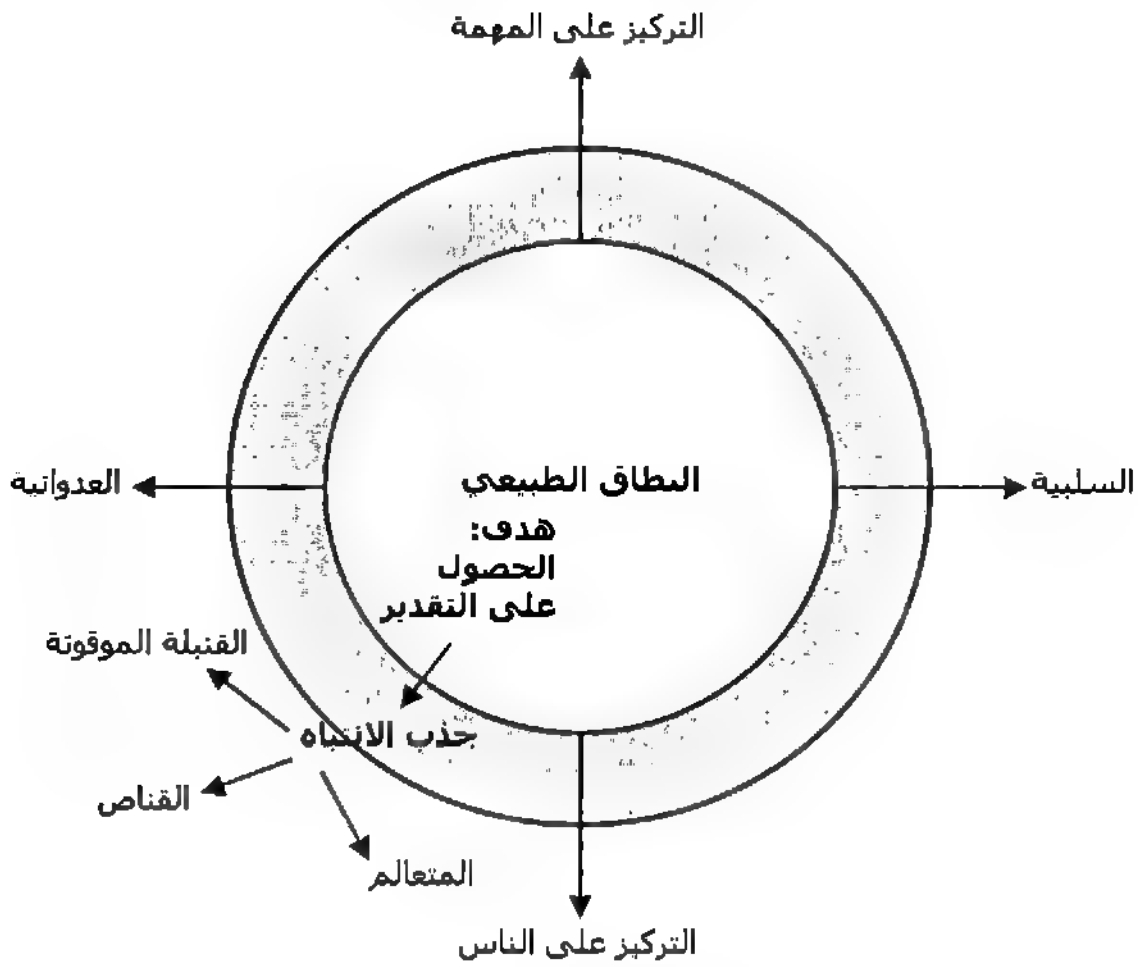 التركيز على المهمة
العدوانية
النطاق الطبيعي
السلبية
هدف:
الحصول
على التقدير
القنبلة الموقوتة
جذب الانتباه
القناص
المتعالم
التركيز على الناس